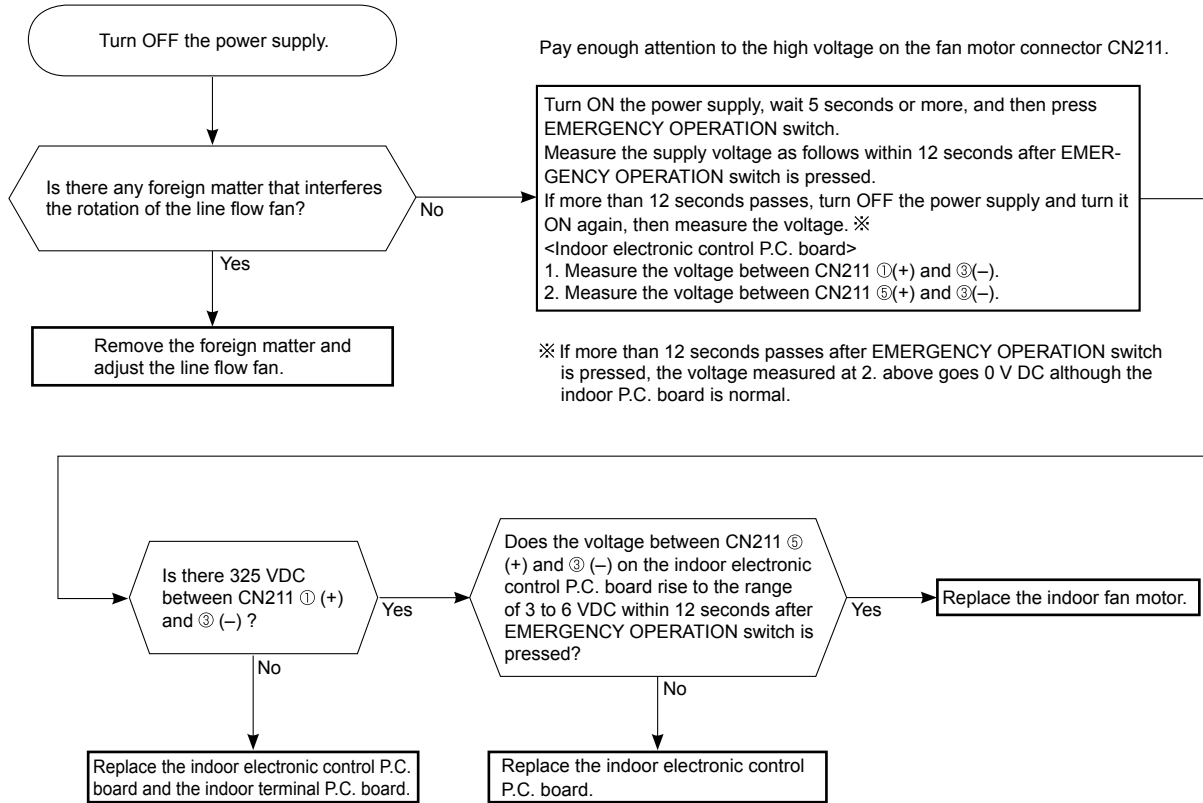 Turn OFF the power supply.
Pay enough attention to the high voltage on the fan motor connector CN211.
Is there any foreign matter that interferes
the rotation of the line flow fan?
No
Yes
Remove the foreign matter and
adjust the line flow fan.
Turn ON the power supply, wait 5 seconds or more, and then press
EMERGENCY OPERATION switch.
Measure the supply voltage as follows within 12 seconds after EMER-
GENCY OPERATION switch is pressed.
If more than 12 seconds passes, turn OFF the power supply and turn it
ON again, then measure the voltage. ※
<Indoor electronic control P.C. board>
1. Measure the voltage between CN211 ①(+) and ③(–).
2. Measure the voltage between CN211 ⑤(+) and ③(–).
※ If more than 12 seconds passes after EMERGENCY OPERATION switch
is pressed, the voltage measured at 2. above goes 0 V DC although the
indoor P.C. board is normal.
Is there 325 VDC
between CN211 ① (+)
and ③ (–) ?
Yes
No
Replace the indoor electronic control P.C.
board and the indoor terminal P.C. board.
Does the voltage between CN211 ⑤
(+) and ③ (–) on the indoor electronic
control P.C. board rise to the range
of 3 to 6 VDC within 12 seconds after
EMERGENCY OPERATION switch is
pressed?
Yes
No
Replace the indoor electronic control
P.C. board.
Replace the indoor fan motor.